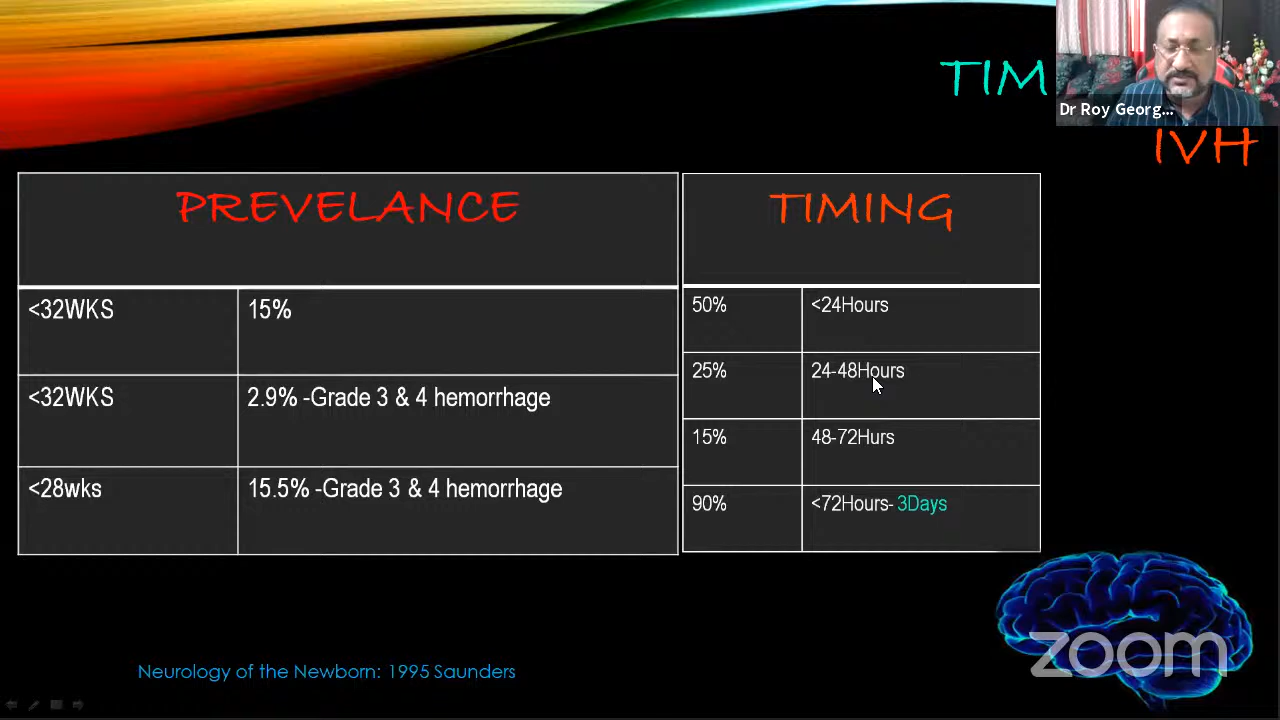 TIM
Dr Roy Georg...
IVH
PREVELANCE
<32WKS 15%
<32WKS 2.9% -Grade 3 & 4 hemorrhage
<28wks 15.5% -Grade 3 & 4 hemorrhage
TIMING
50% <24Hours
25% 24-48Hours
15% 48-72Hurs
90% <72Hours- 3Days
Neurology of the Newborn: 1995 Saunders
zoom